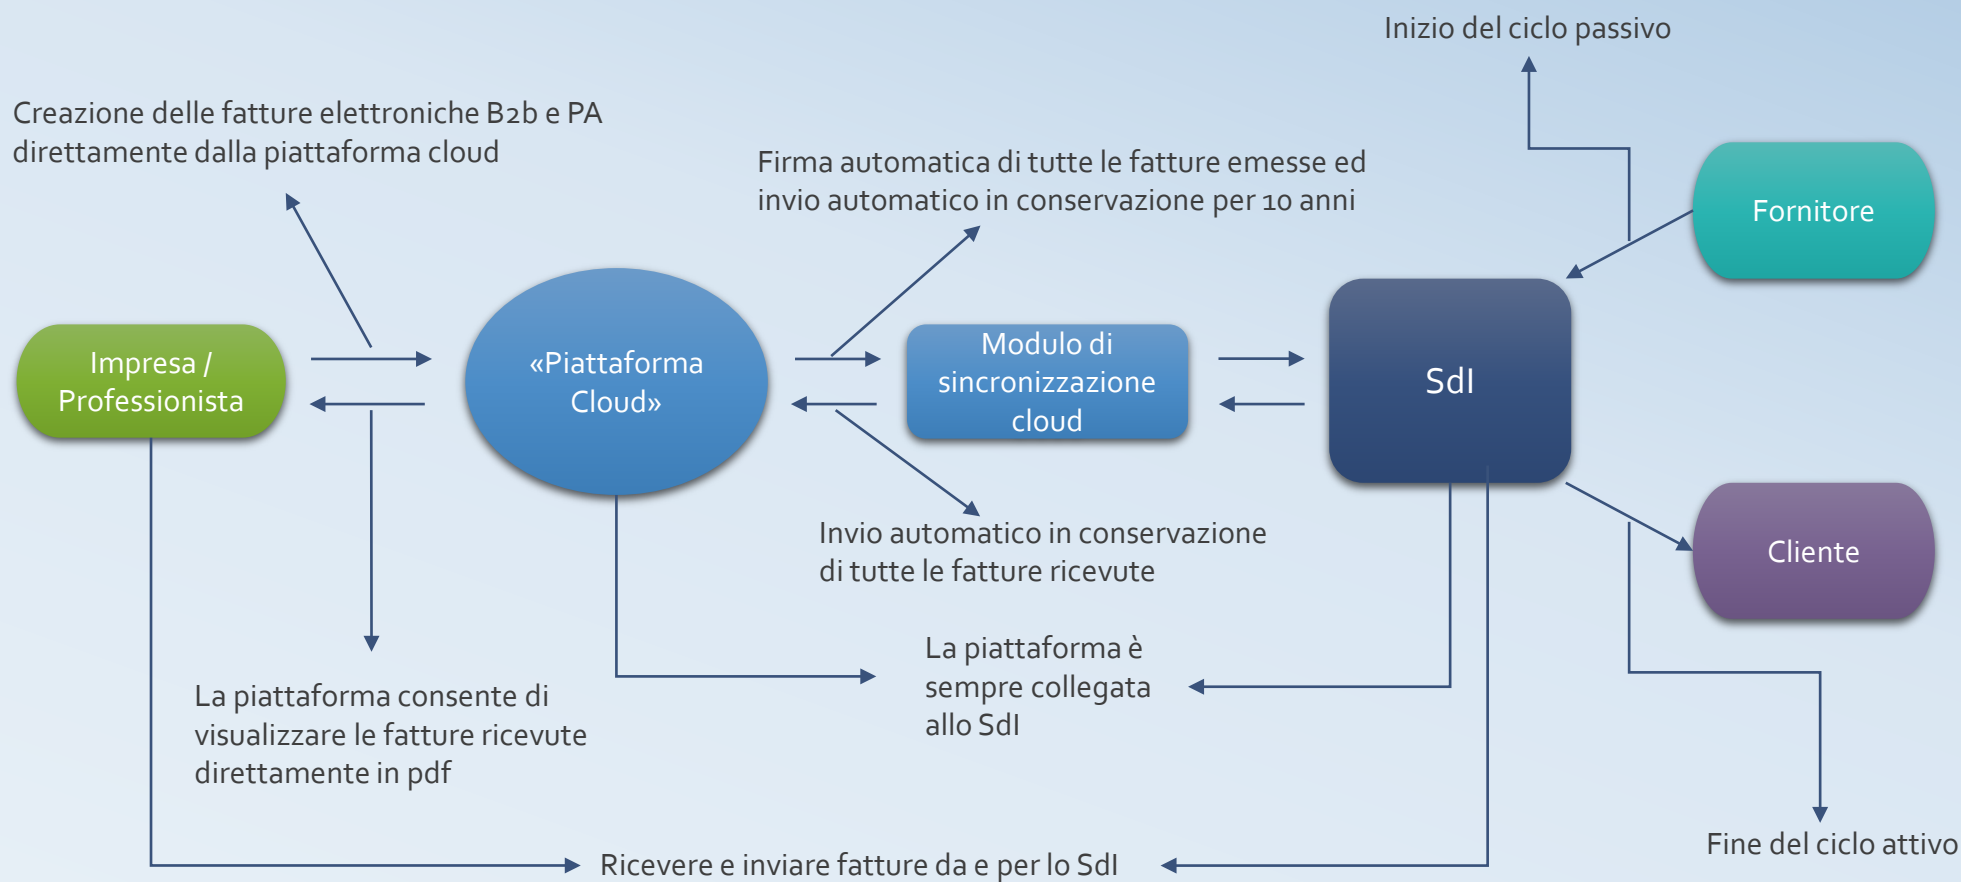 Inizio del ciclo passivo
Creazione delle fatture elettroniche B2b e PA
direttamente dalla piattaforma cloud
Firma automatica di tutte le fatture emesse ed
invio automatico in conservazione per 10 anni
Fornitore
Impresa /
Professionista
«Piattaforma
Cloud»
Modulo di
sincronizzazione
cloud
SdI
Invio automatico in conservazione
di tutte le fatture ricevute
Cliente
La piattaforma è
sempre collegata
allo SdI
La piattaforma consente di
visualizzare le fatture ricevute
direttamente in pdf
Fine del ciclo attivo
Ricevere e inviare fatture da e per lo SdI